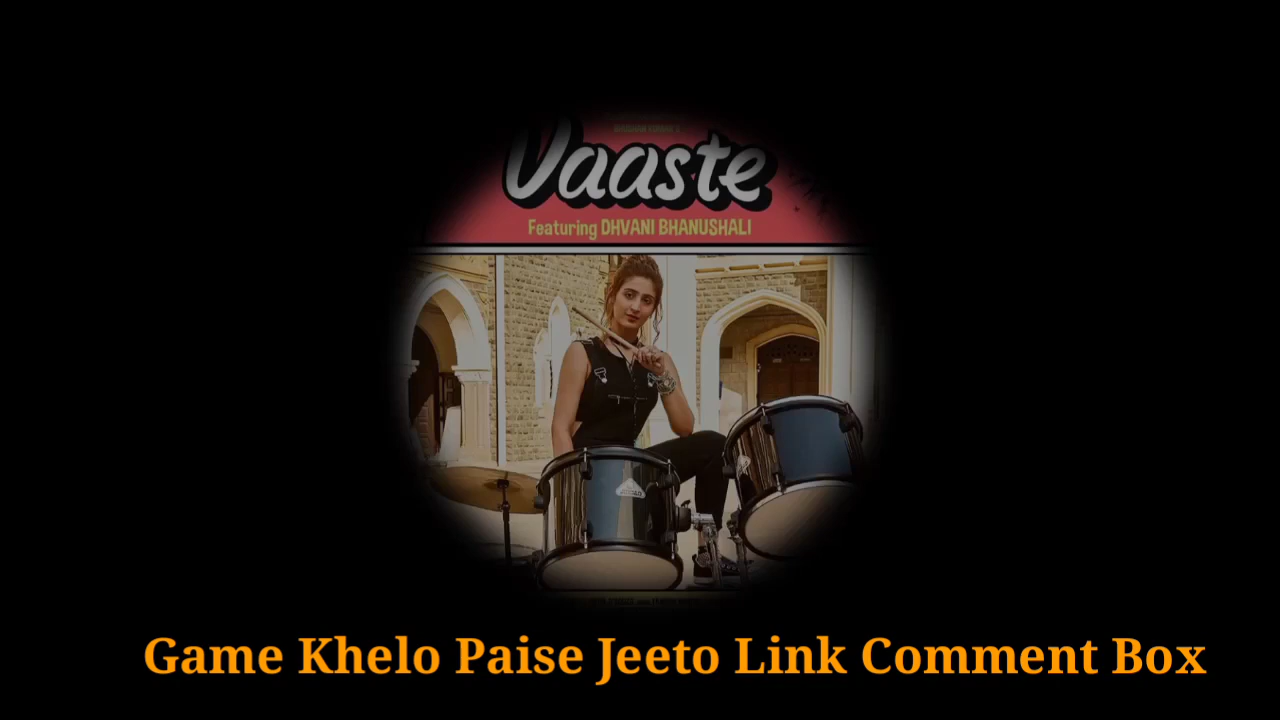 Vaaste
Featuring DHVANI BHANUSHALI
Game Khelo Paise Jeeto Link Comment Box